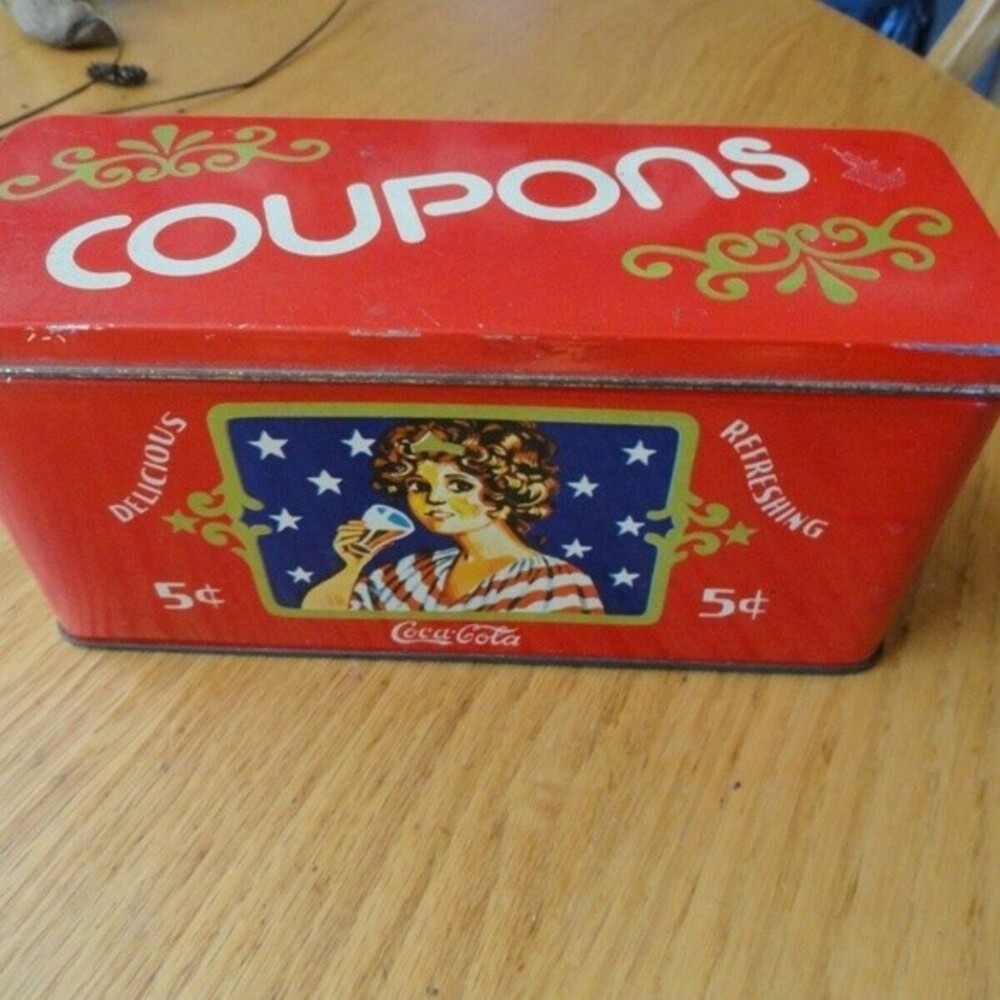 COUPONS
DELICIOUS
REFRESHING
5¢
5¢
Coca-Cola